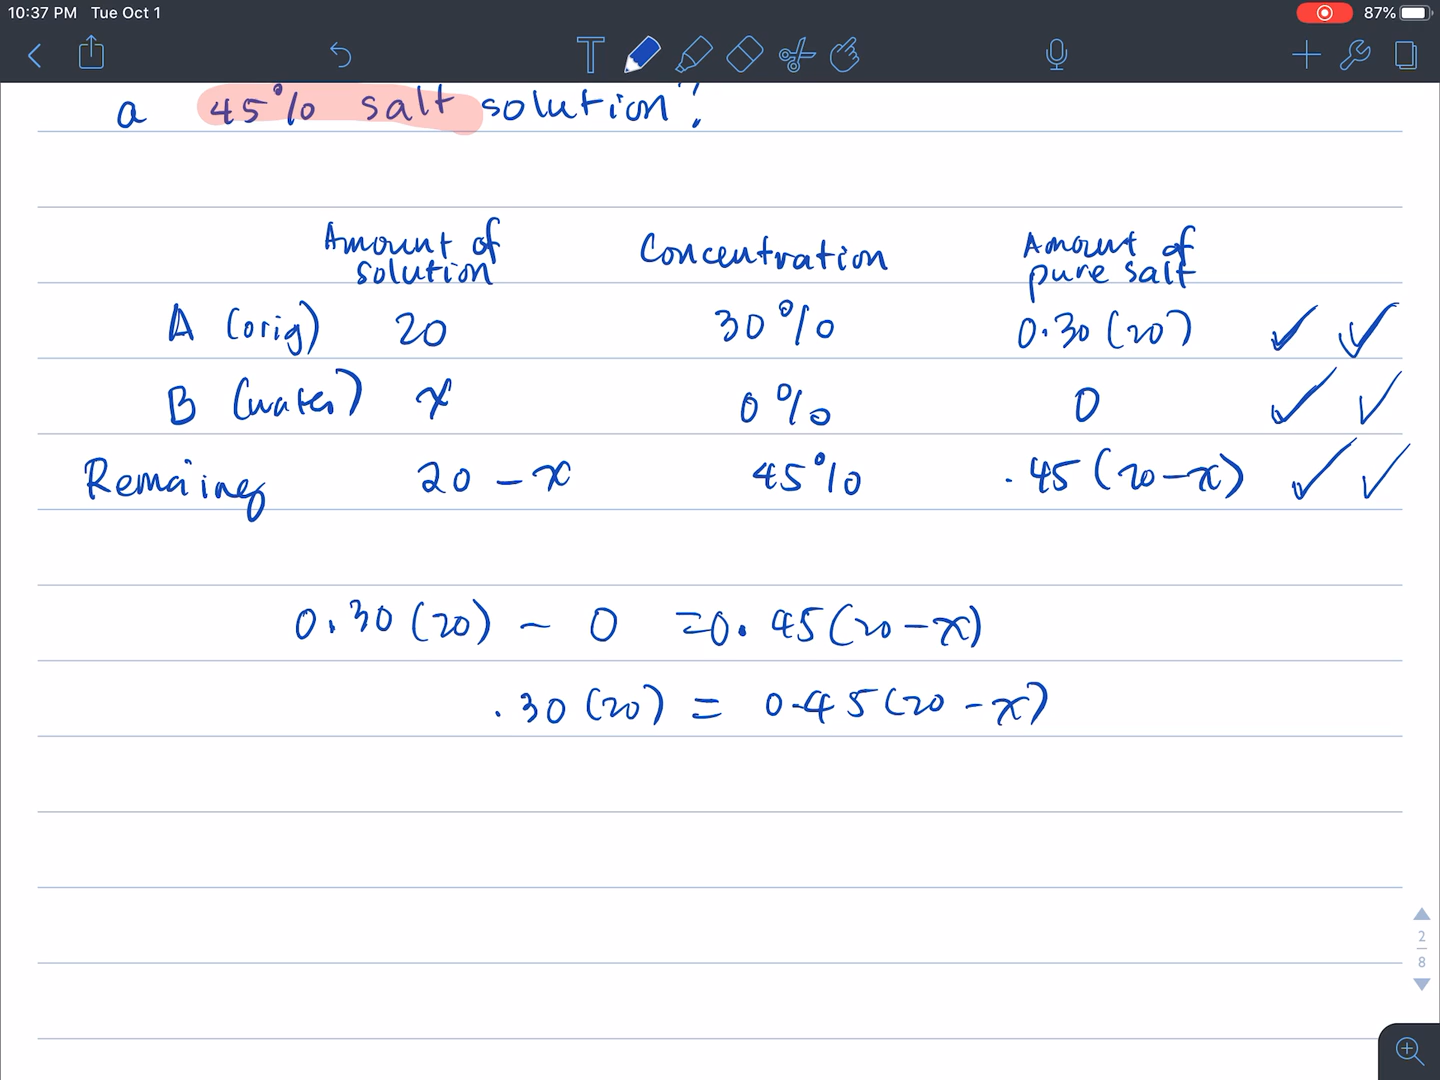 10:37 PM Tue Oct 1 87%
T
a 45% salt solution?
Amount of solution Concentration Amount of pure salt
A (orig) 20 30% 0.30(20)
B (water) x 0% 0
Remaining 20 - x 45% .45(20-x)
0.30(20) - 0 = 0.45(20-x)
.30(20) = 0.45(20-x)
2
8